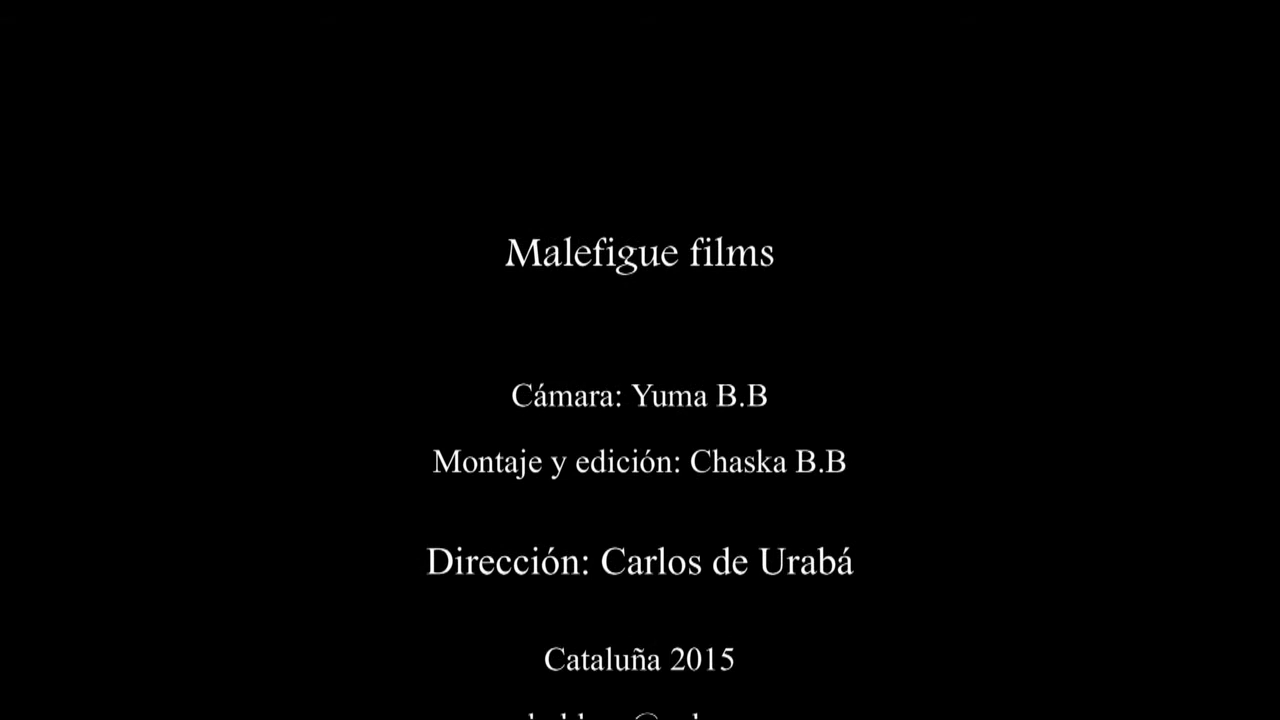 Malefigue films
Cámara: Yuma B.B
Montaje y edición: Chaska B.B
Dirección: Carlos de Urabá
Cataluña 2015